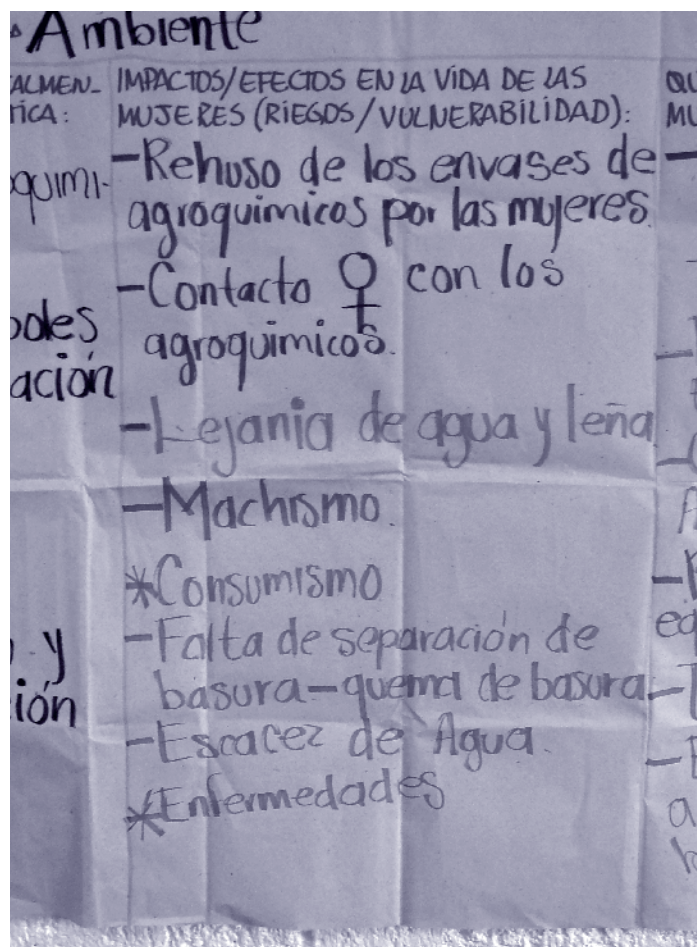 Ambiente
IMPACTOS/EFECTOS EN LA VIDA DE LAS
MUJERES (RIEGOS/VULNERABILIDAD):
-Rehuso de los envases de
agroquimicos por las mujeres.
-Contacto ♀ con los
agroquimicos.
-Lejania de agua y leña
-Machismo.
*Consumismo
-Falta de separación de
basura-quema de basura
-Escacez de Agua.
*Enfermedades